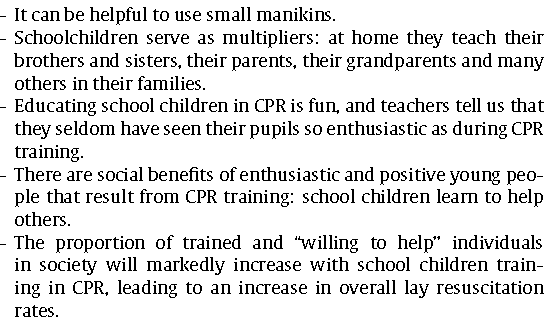 – It can be helpful to use small manikins.
– Schoolchildren serve as multipliers: at home they teach their
brothers and sisters, their parents, their grandparents and many
others in their families.
– Educating school children in CPR is fun, and teachers tell us that
they seldom have seen their pupils so enthusiastic as during CPR
training.
– There are social benefits of enthusiastic and positive young peo-
ple that result from CPR training: school children learn to help
others.
– The proportion of trained and “willing to help” individuals
in society will markedly increase with school children train-
ing in CPR, leading to an increase in overall lay resuscitation
rates.